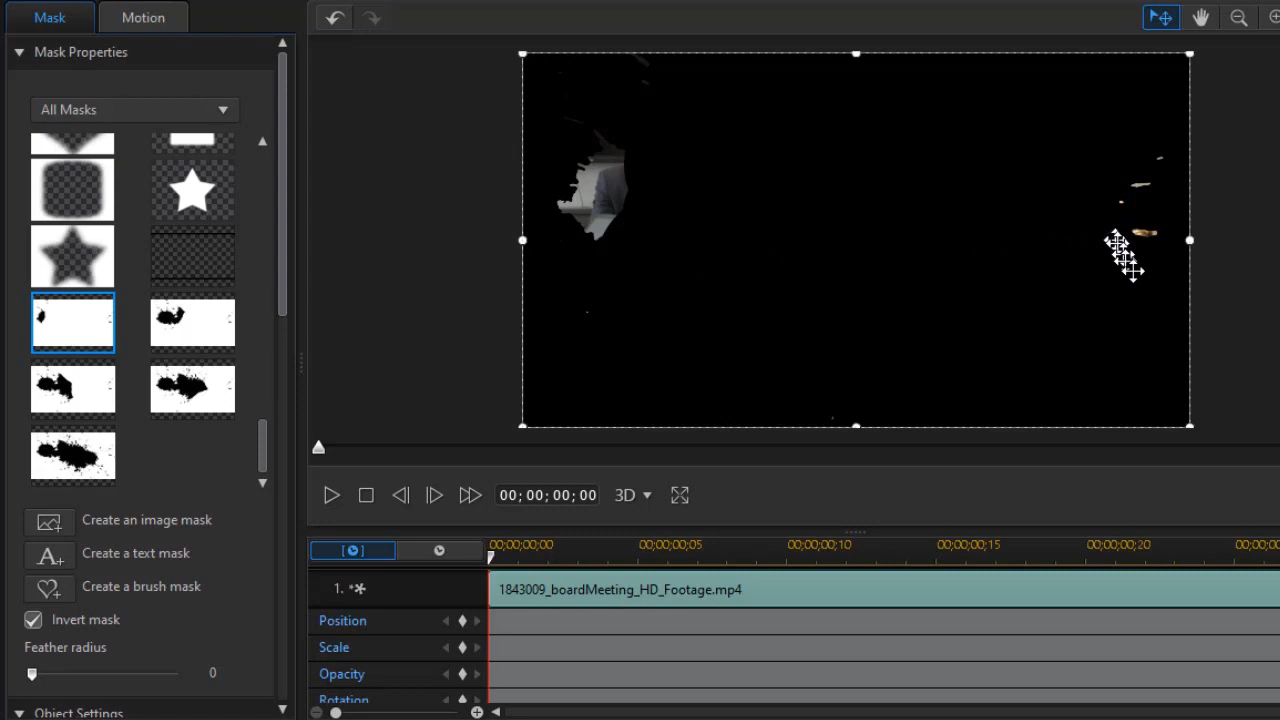 Mask
Motion
Mask Properties
All Masks
Create an image mask
Create a text mask
Create a brush mask
Invert mask
Feather radius
0
Object Settings
00;00;00;00
3D
00;00;00;00
00;00;00;05
00;00;00;10
00;00;00;15
00;00;00;20
1.
1843009_boardMeeting_HD_Footage.mp4
Position
Scale
Opacity
Rotation